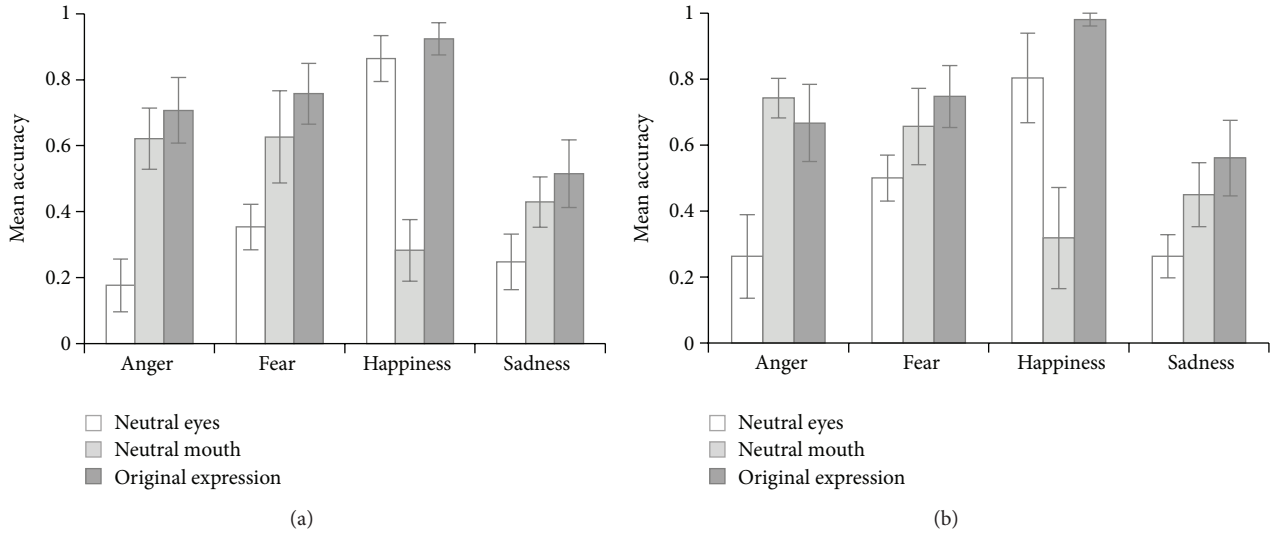 1
0.8
0.6
0.4
0.2
0
Mean accuracy
Anger Fear Happiness Sadness
Neutral eyes
Neutral mouth
Original expression
(a)
1
0.8
0.6
0.4
0.2
0
Mean accuracy
Anger Fear Happiness Sadness
Neutral eyes
Neutral mouth
Original expression
(b)